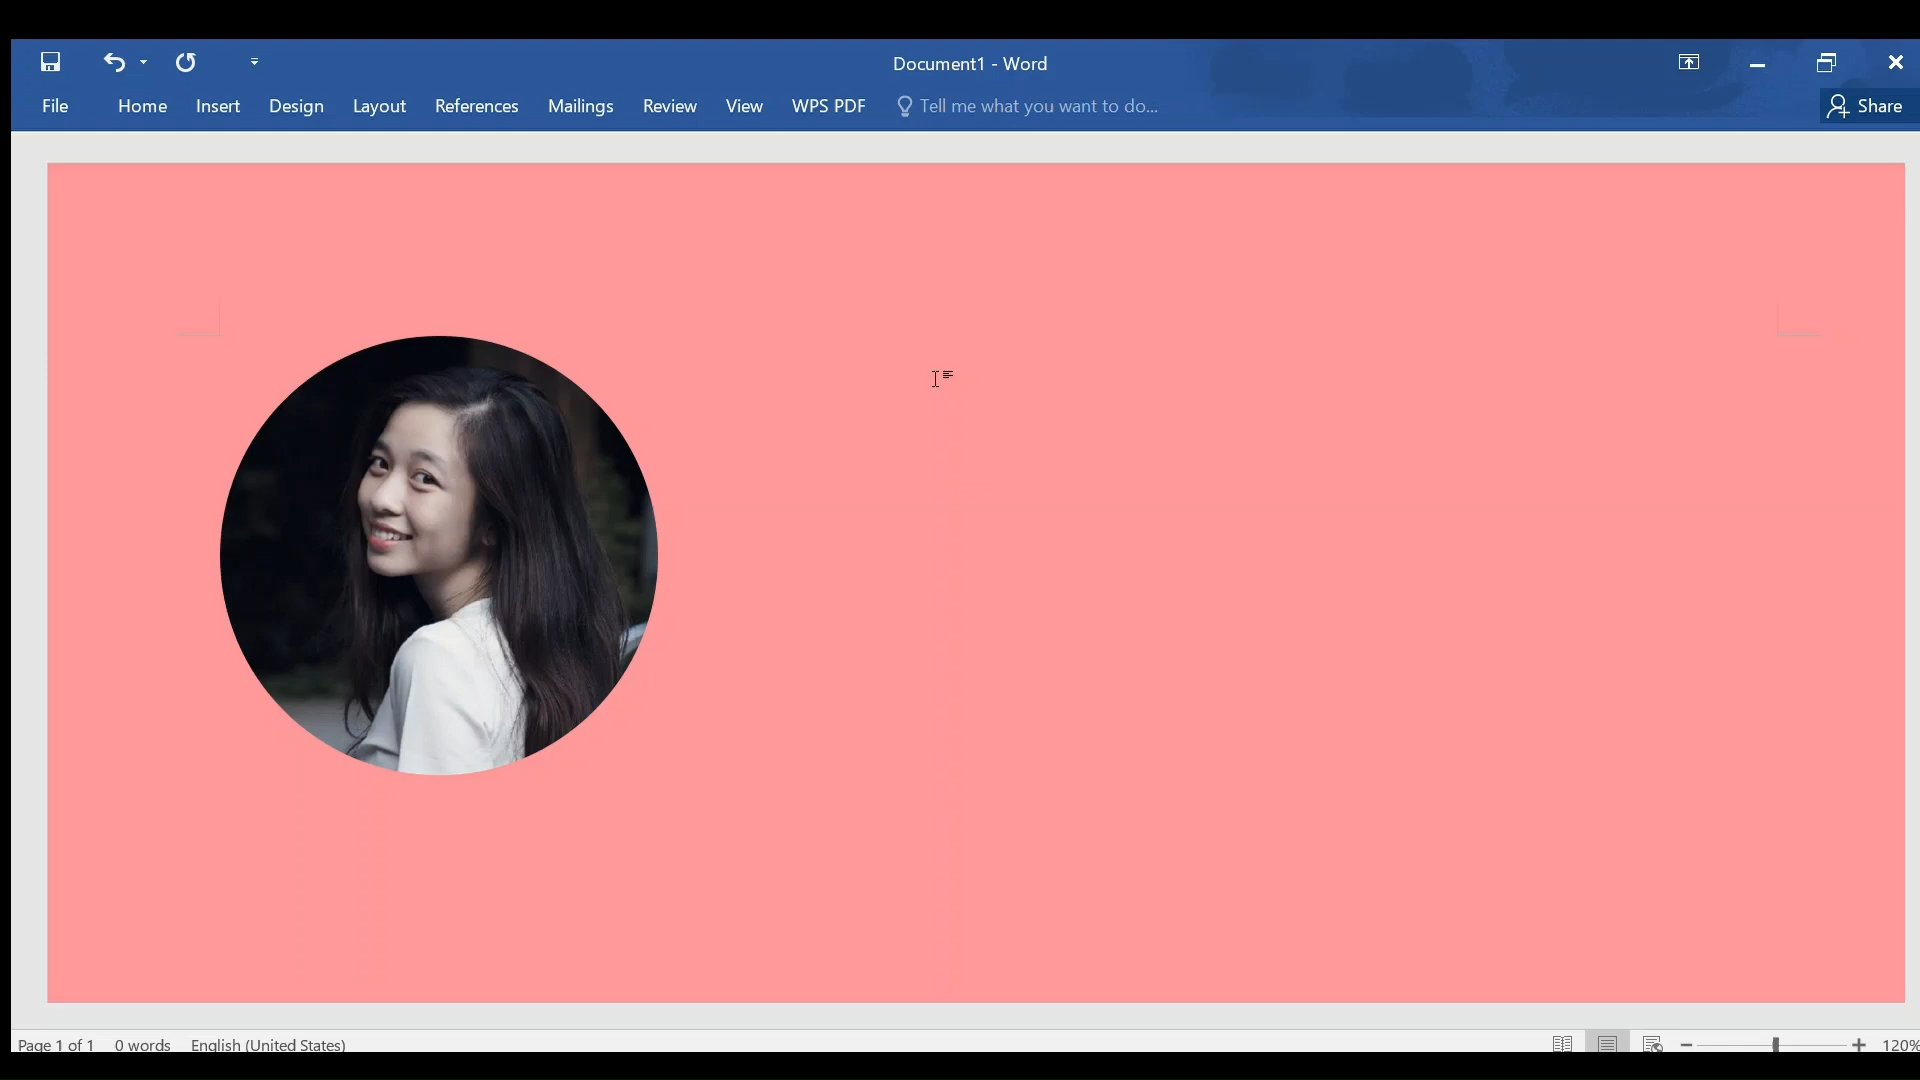 Document1 - Word
File Home Insert Design Layout References Mailings Review View WPS PDF Tell me what you want to do... Share
Page 1 of 1 0 words English (United States) 120%